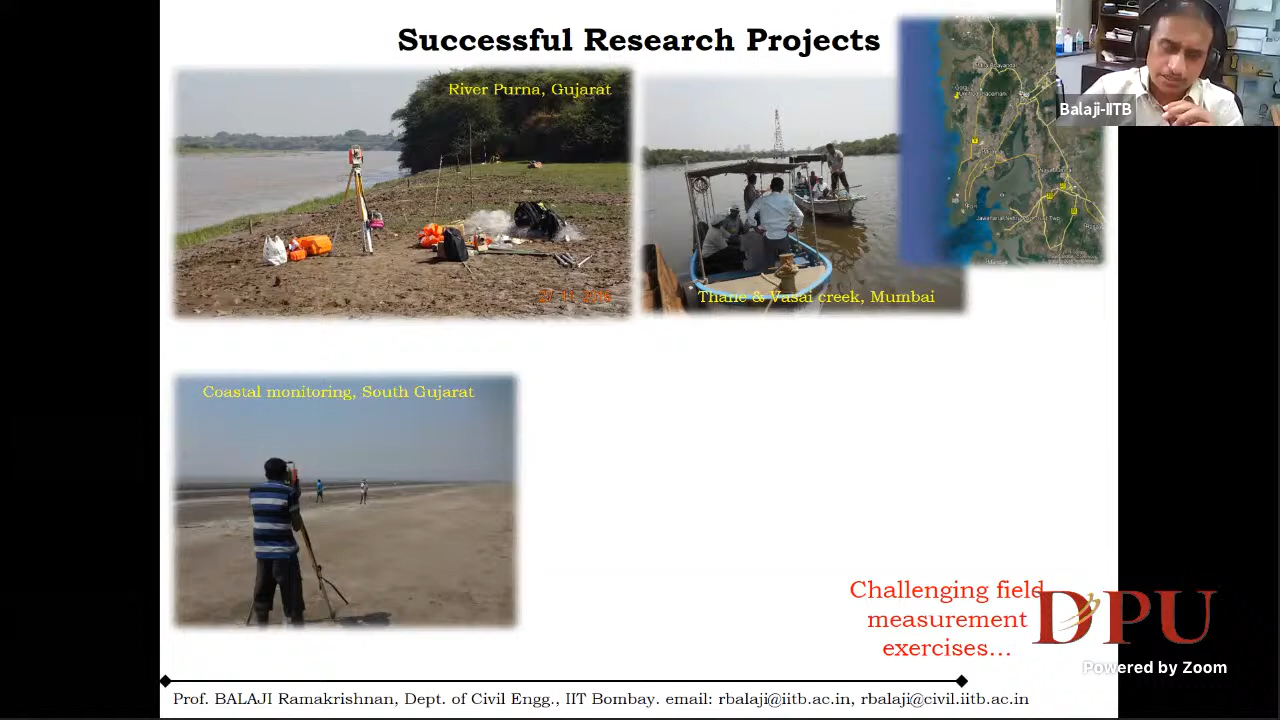 Successful Research Projects
River Purna, Gujarat
Thane & Vasai creek, Mumbai
Balaji-IITB
Coastal monitoring, South Gujarat
Challenging field
measurement
exercises...
DPU
Powered by Zoom
Prof. BALAJI Ramakrishnan, Dept. of Civil Engg., IIT Bombay. email: rbalaji@iitb.ac.in, rbalaji@civil.iitb.ac.in